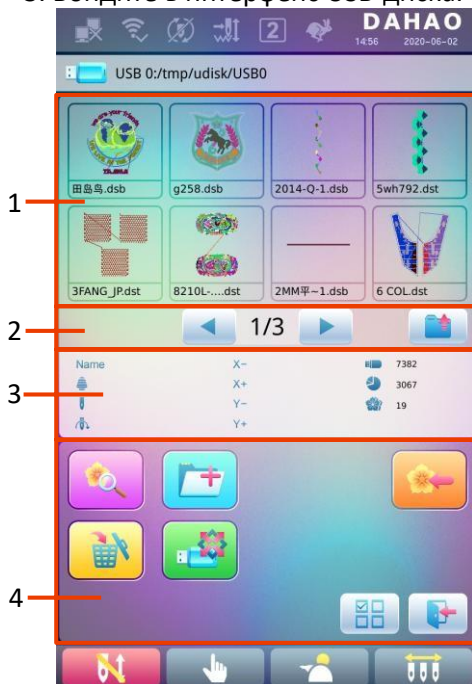 Войдите в интерфейс USB-диска.
2
DAHAO
14:56 2020-06-02
USB 0:/tmp/udisk/USB0
1
田岛鸟.dsb g258.dsb 2014-Q-1.dsb 5wh792.dst
3FANG_JP.dst 8210L-....dst 2MM平~1.dsb 6 COL.dst
2
1/3
3
Name X- 7382
X+ 3067
Y- 19
Y+
4